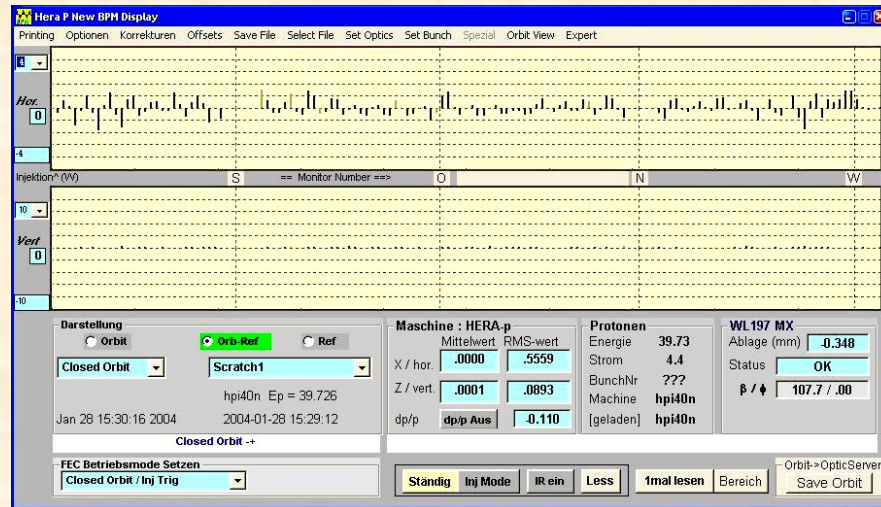 Hera P New BPM Display
Printing Optionen Korrekturen Offsets Save File Select File Set Optics Set Bunch Spezial Orbit View Expert
4
Hor.
0
-4
Injektion^ (W) S == Monitor Number ==> O N W
10
Vert
0
-10
Darstellung
Orbit Orb-Ref Ref
Closed Orbit Scratch1
hpi40n Ep = 39.726
Jan 28 15:30:16 2004 2004-01-28 15:29:12
Closed Orbit -+
FEC Betriebsmode Setzen
Closed Orbit / Inj Trig
Maschine : HERA-p
Mittelwert RMS-wert
X / hor. .0000 .5559
Z / vert. .0001 .0893
dp/p dp/p Aus -0.110
Protonen
Energie 39.73
Strom 4.4
BunchNr ???
Machine hpi40n
[geladen] hpi40n
WL197 MX
Ablage (mm) -0.348
Status OK
β / ϕ 107.7 / .00
Ständig Inj Mode IR ein Less 1mal lesen Bereich
Orbit->OpticServer
Save Orbit